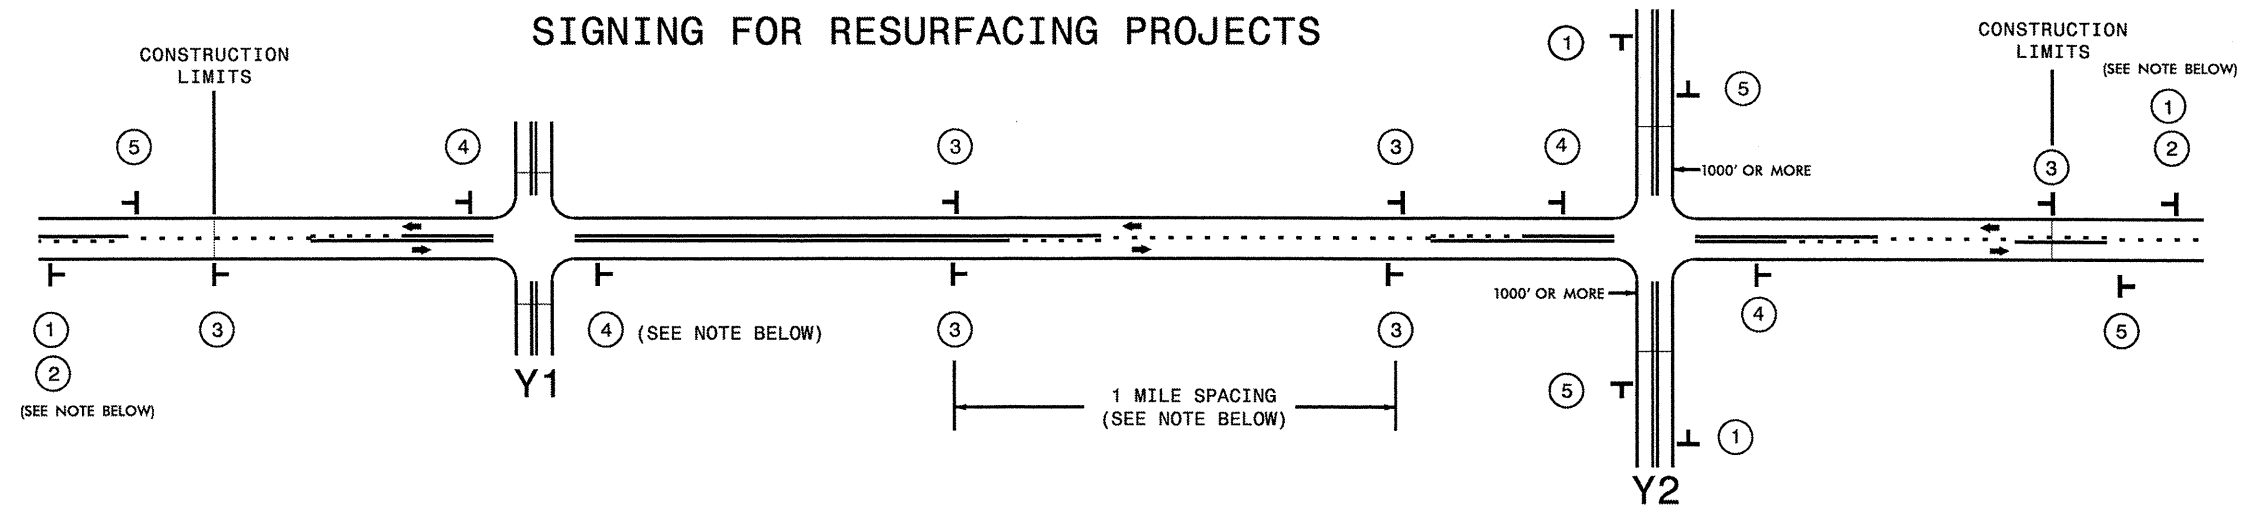 SIGNING FOR RESURFACING PROJECTS
CONSTRUCTION
LIMITS
CONSTRUCTION
LIMITS
(SEE NOTE BELOW)
1
5
1
5
4
3
3
4
2
3
1000' OR MORE
1000' OR MORE
1
3
4 (SEE NOTE BELOW)
3
3
4
5
2
(SEE NOTE BELOW)
Y1
1 MILE SPACING
(SEE NOTE BELOW)
5
1
Y2